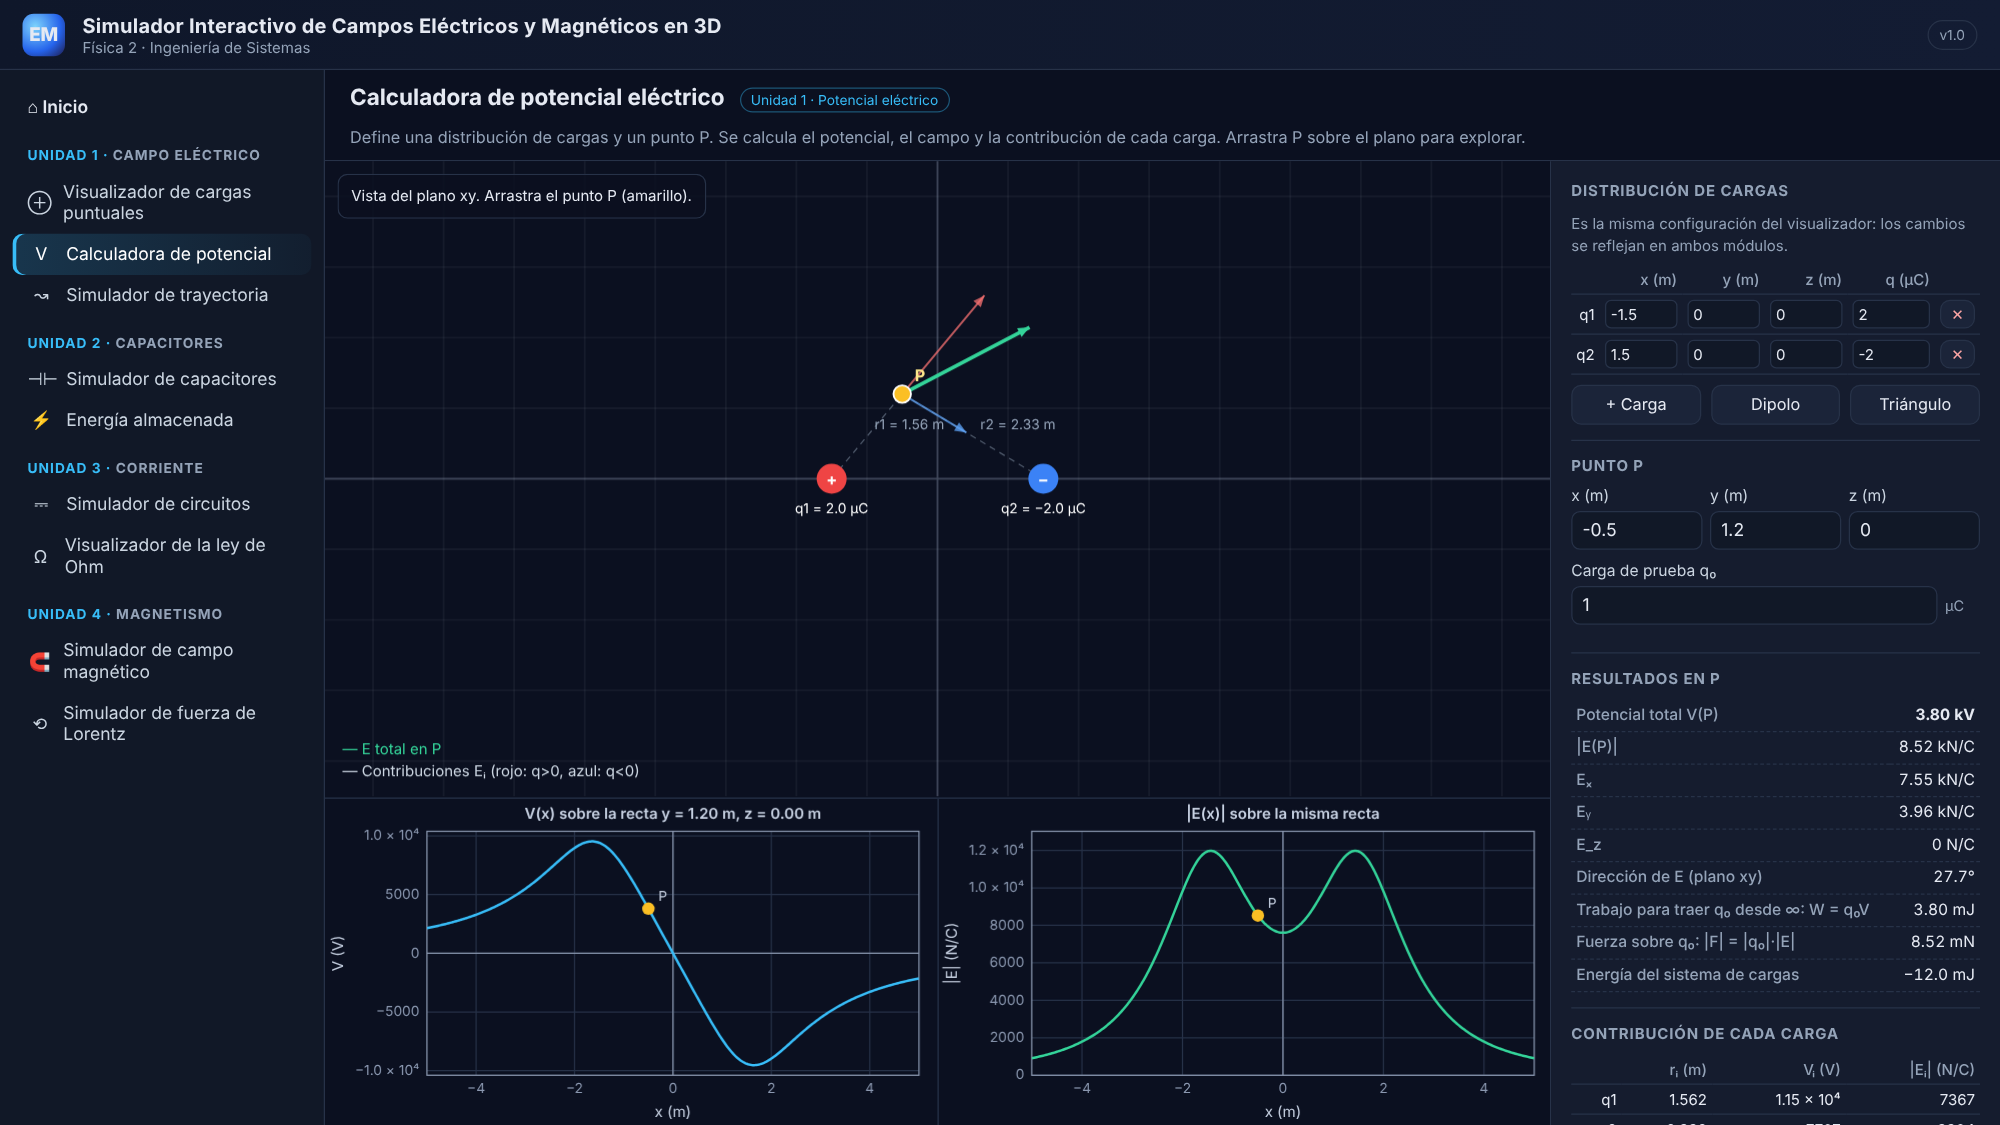 EM
Simulador Interactivo de Campos Eléctricos y Magnéticos en 3D
Física 2 · Ingeniería de Sistemas
v1.0
⌂ Inicio
UNIDAD 1 · CAMPO ELÉCTRICO
Visualizador de cargas
puntuales
V Calculadora de potencial
Simulador de trayectoria
UNIDAD 2 · CAPACITORES
Simulador de capacitores
Energía almacenada
UNIDAD 3 · CORRIENTE
Simulador de circuitos
Ω Visualizador de la ley de
Ohm
UNIDAD 4 · MAGNETISMO
Simulador de campo
magnético
Simulador de fuerza de
Lorentz
Calculadora de potencial eléctrico
Unidad 1 · Potencial eléctrico
Define una distribución de cargas y un punto P. Se calcula el potencial, el campo y la contribución de cada carga. Arrastra P sobre el plano para explorar.
Vista del plano xy. Arrastra el punto P (amarillo).
P
r1 = 1.56 m
r2 = 2.33 m
+
−
q1 = 2.0 µC
q2 = −2.0 µC
— E total en P
— Contribuciones Eᵢ (rojo: q>0, azul: q<0)
V(x) sobre la recta y = 1.20 m, z = 0.00 m
1.0 × 10⁴
5000
0
−5000
−1.0 × 10⁴
V (V)
P
−4 −2 0 2 4
x (m)
|E(x)| sobre la misma recta
1.2 × 10⁴
1.0 × 10⁴
8000
6000
4000
2000
0
|E| (N/C)
P
−4 −2 0 2 4
x (m)
DISTRIBUCIÓN DE CARGAS
Es la misma configuración del visualizador: los cambios
se reflejan en ambos módulos.
x (m) y (m) z (m) q (µC)
q1 -1.5 0 0 2 ×
q2 1.5 0 0 -2 ×
+ Carga
Dipolo
Triángulo
PUNTO P
x (m) y (m) z (m)
-0.5 1.2 0
Carga de prueba q₀
1 µC
RESULTADOS EN P
Potencial total V(P) 3.80 kV
|E(P)| 8.52 kN/C
Eₓ 7.55 kN/C
Eᵧ 3.96 kN/C
E_z 0 N/C
Dirección de E (plano xy) 27.7°
Trabajo para traer q₀ desde ∞: W = q₀V 3.80 mJ
Fuerza sobre q₀: |F| = |q₀|·|E| 8.52 mN
Energía del sistema de cargas −12.0 mJ
CONTRIBUCIÓN DE CADA CARGA
rᵢ (m) Vᵢ (V) |Eᵢ| (N/C)
q1 1.562 1.15 × 10⁴ 7367